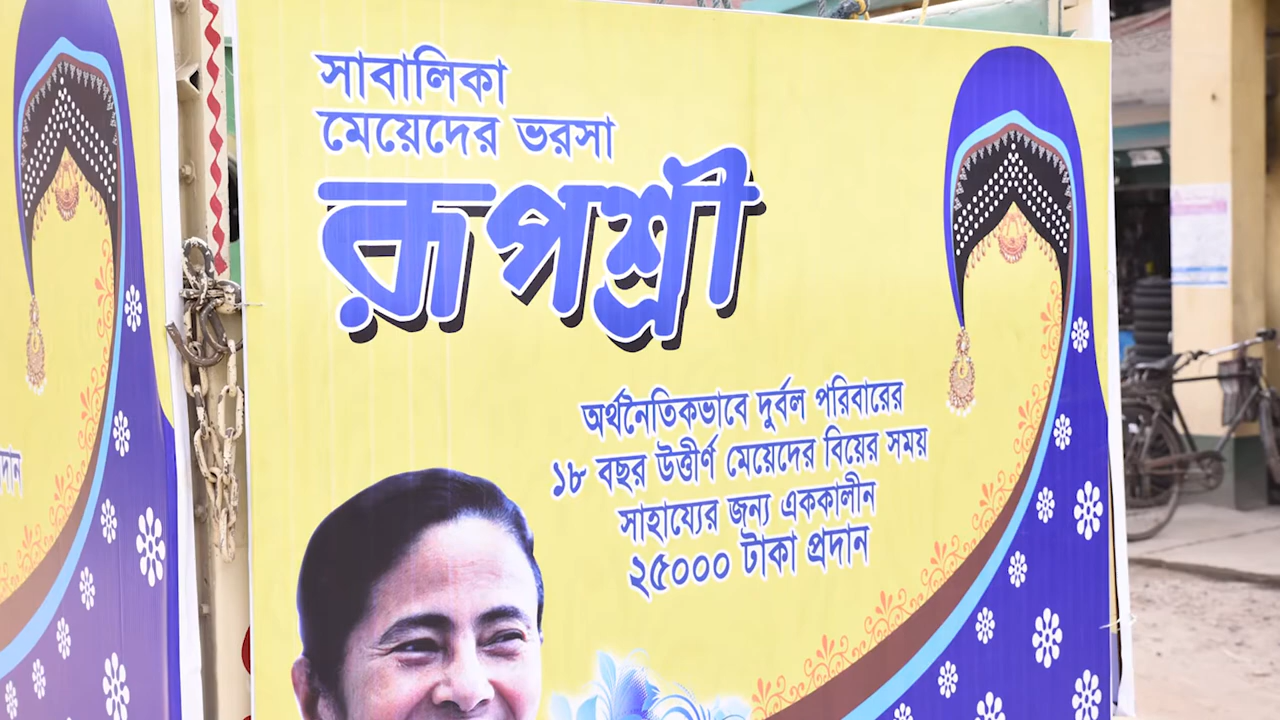 সাবালিকা
মেয়েদের ভরসা
রূপশ্রী
অর্থনৈতিকভাবে দুর্বল পরিবারের
১৮ বছর উত্তীর্ণ মেয়েদের বিয়ের সময়
সাহায্যের জন্য এককালীন
২৫০০০ টাকা প্রদান